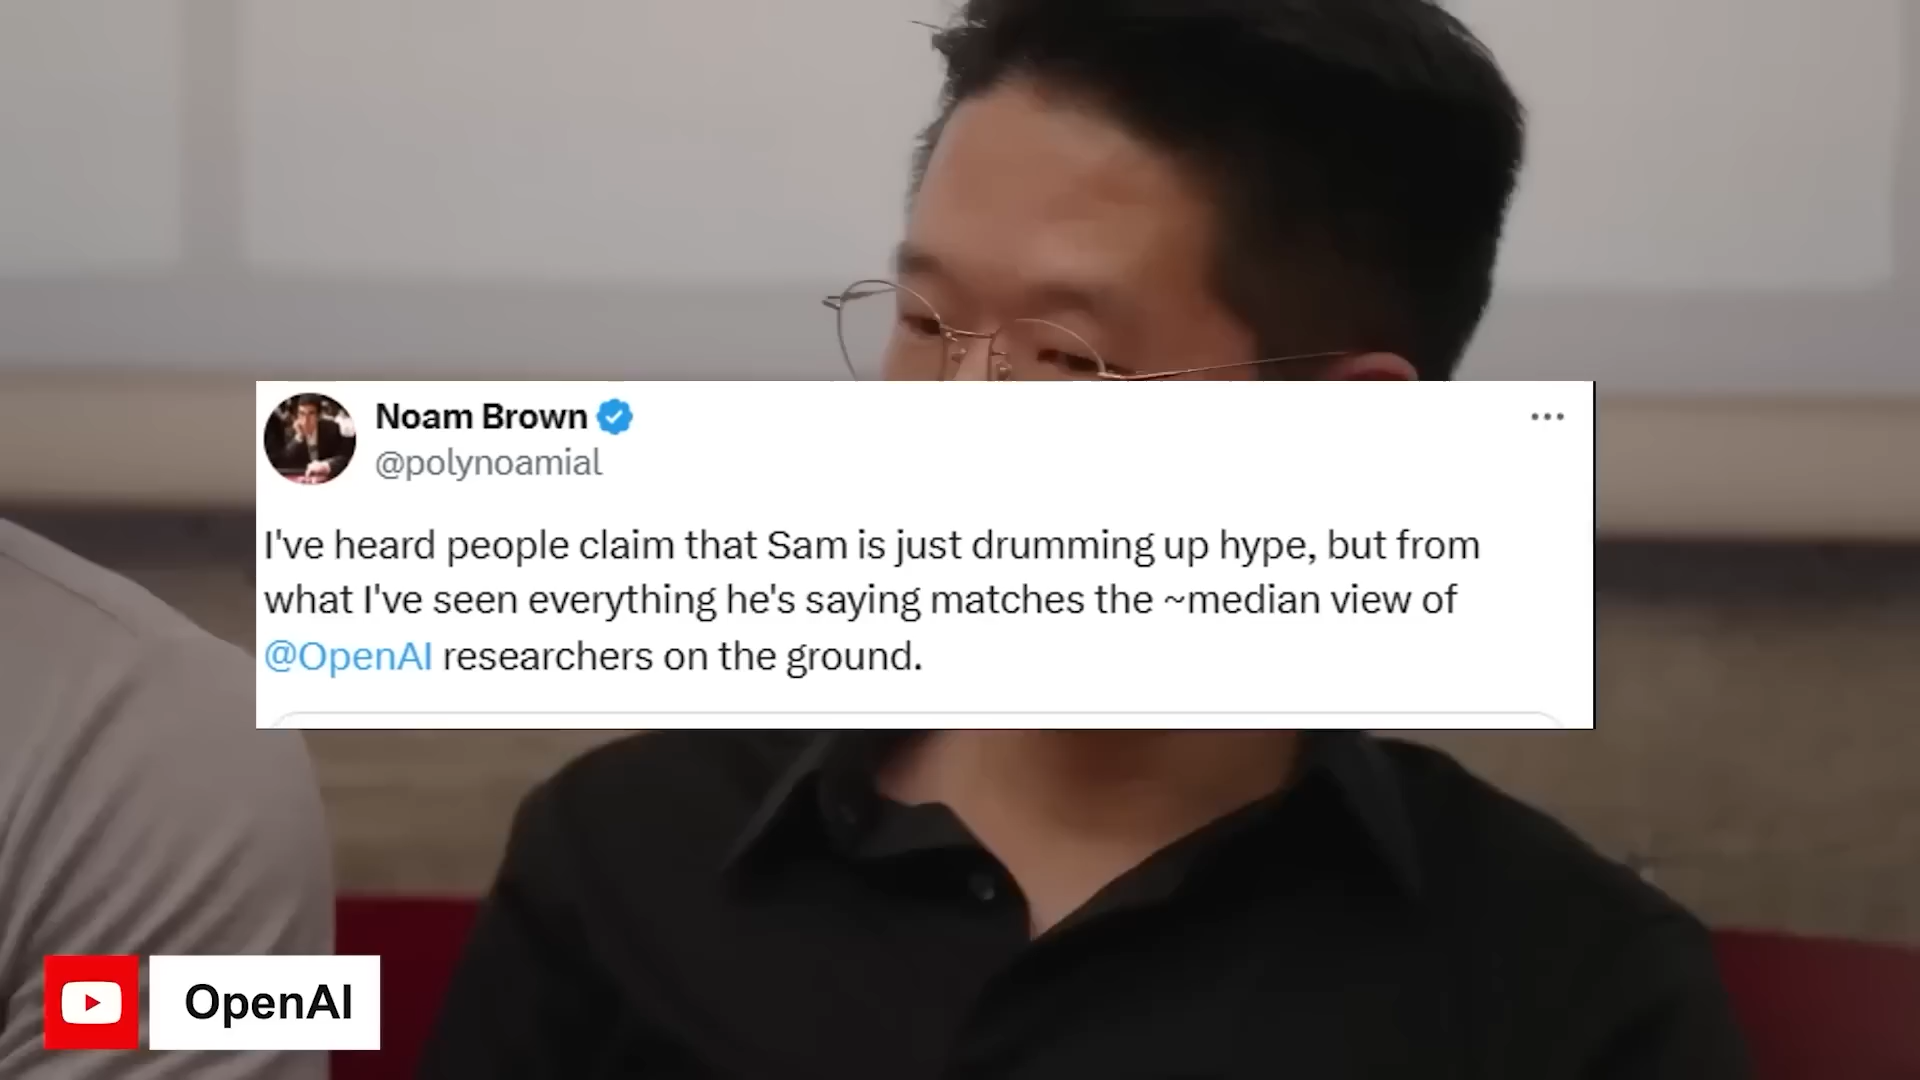 Noam Brown
@polynoamial
I've heard people claim that Sam is just drumming up hype, but from
what I've seen everything he's saying matches the ~median view of
@OpenAI researchers on the ground.
OpenAI